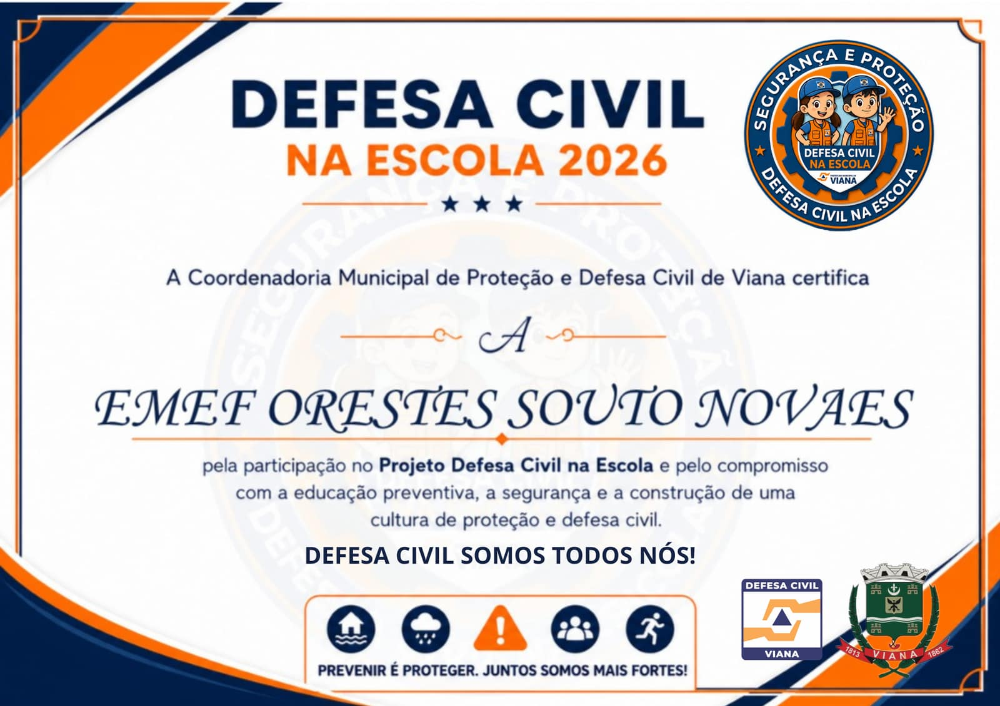 DEFESA CIVIL
NA ESCOLA 2026
SEGURANÇA E PROTEÇÃO
DEFESA CIVIL
NA ESCOLA
PREFEITURA MUNICIPAL DE
VIANA
DEFESA CIVIL NA ESCOLA
A Coordenadoria Municipal de Proteção e Defesa Civil de Viana certifica
A
EMEF ORESTES SOUTO NOVAES
pela participação no Projeto Defesa Civil na Escola e pelo compromisso
com a educação preventiva, a segurança e a construção de uma
cultura de proteção e defesa civil.
DEFESA CIVIL SOMOS TODOS NÓS!
PREVENIR É PROTEGER. JUNTOS SOMOS MAIS FORTES!
DEFESA CIVIL
VIANA
1813 VIANA 1862